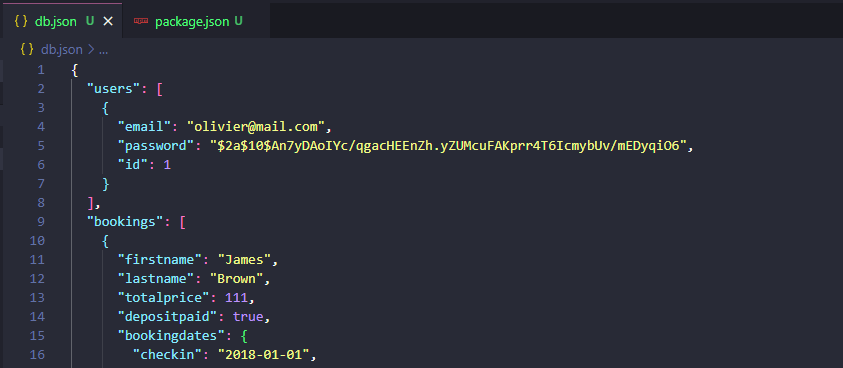 { } db.json U ✕ npm package.json U
{ } db.json > ...
1 {
2 "users": [
3 {
4 "email": "olivier@mail.com",
5 "password": "$2a$10$An7yDAoIYc/qgacHEEnZh.yZUMcuFAKprr4T6IcmybUv/mEDyqiO6",
6 "id": 1
7 }
8 ],
9 "bookings": [
10 {
11 "firstname": "James",
12 "lastname": "Brown",
13 "totalprice": 111,
14 "depositpaid": true,
15 "bookingdates": {
16 "checkin": "2018-01-01",